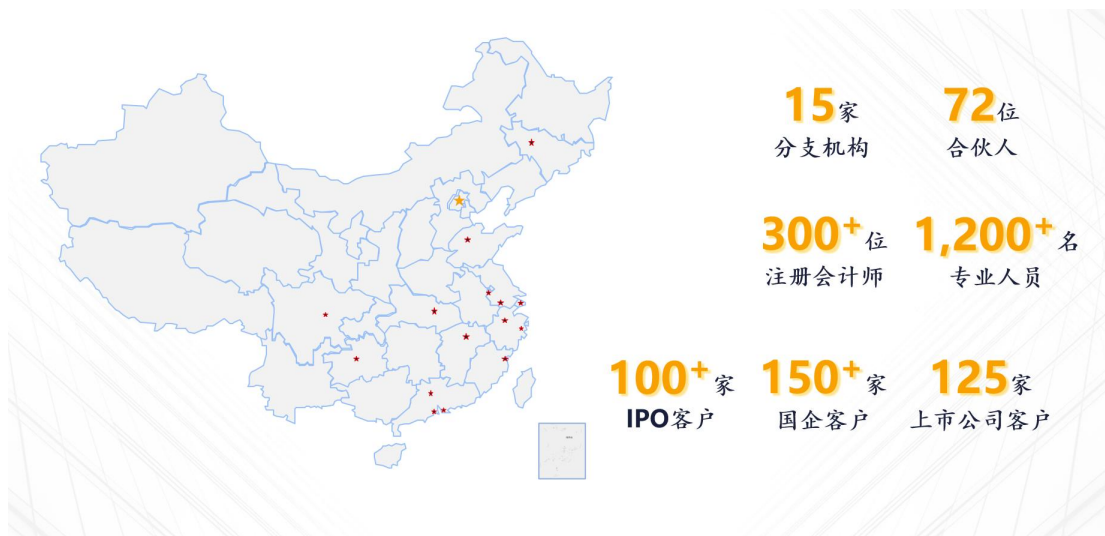 15家
分支机构
72位
合伙人
300+位
注册会计师
1,200+名
专业人员
100+家
IPO客户
150+家
国企客户
125家
上市公司客户